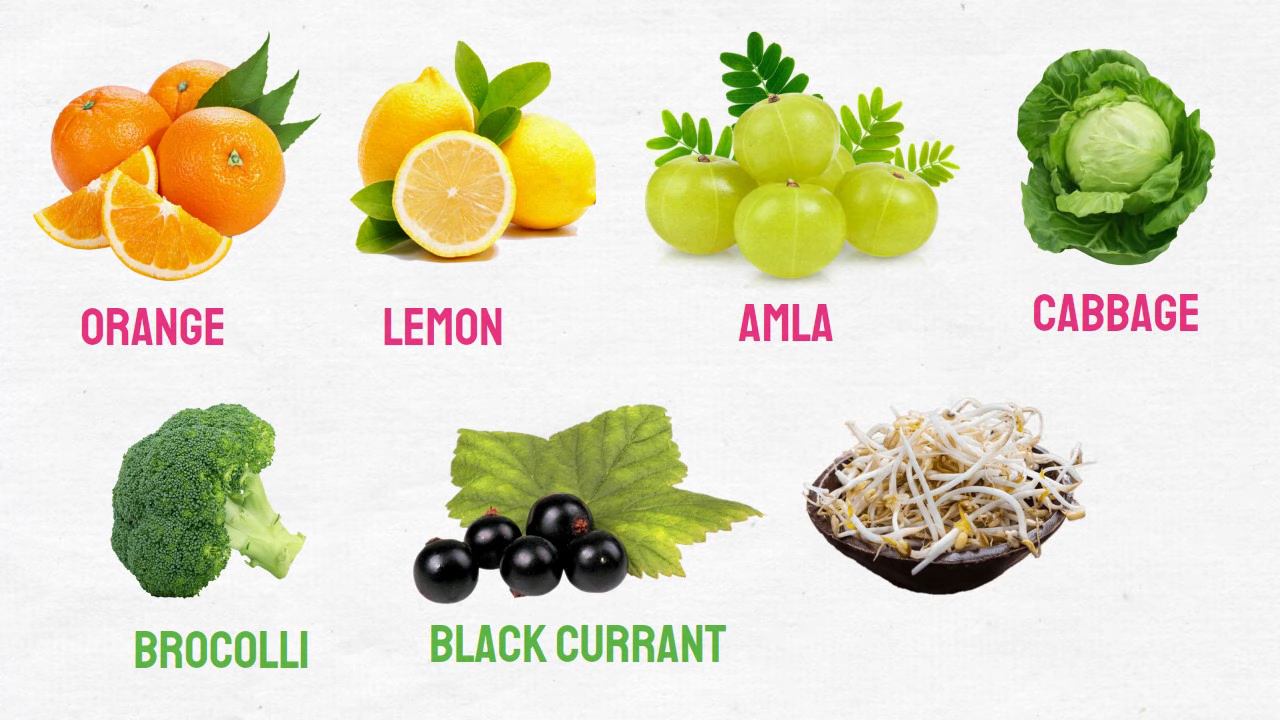 ORANGE
LEMON
AMLA
CABBAGE
BROCOLLI
BLACK CURRANT